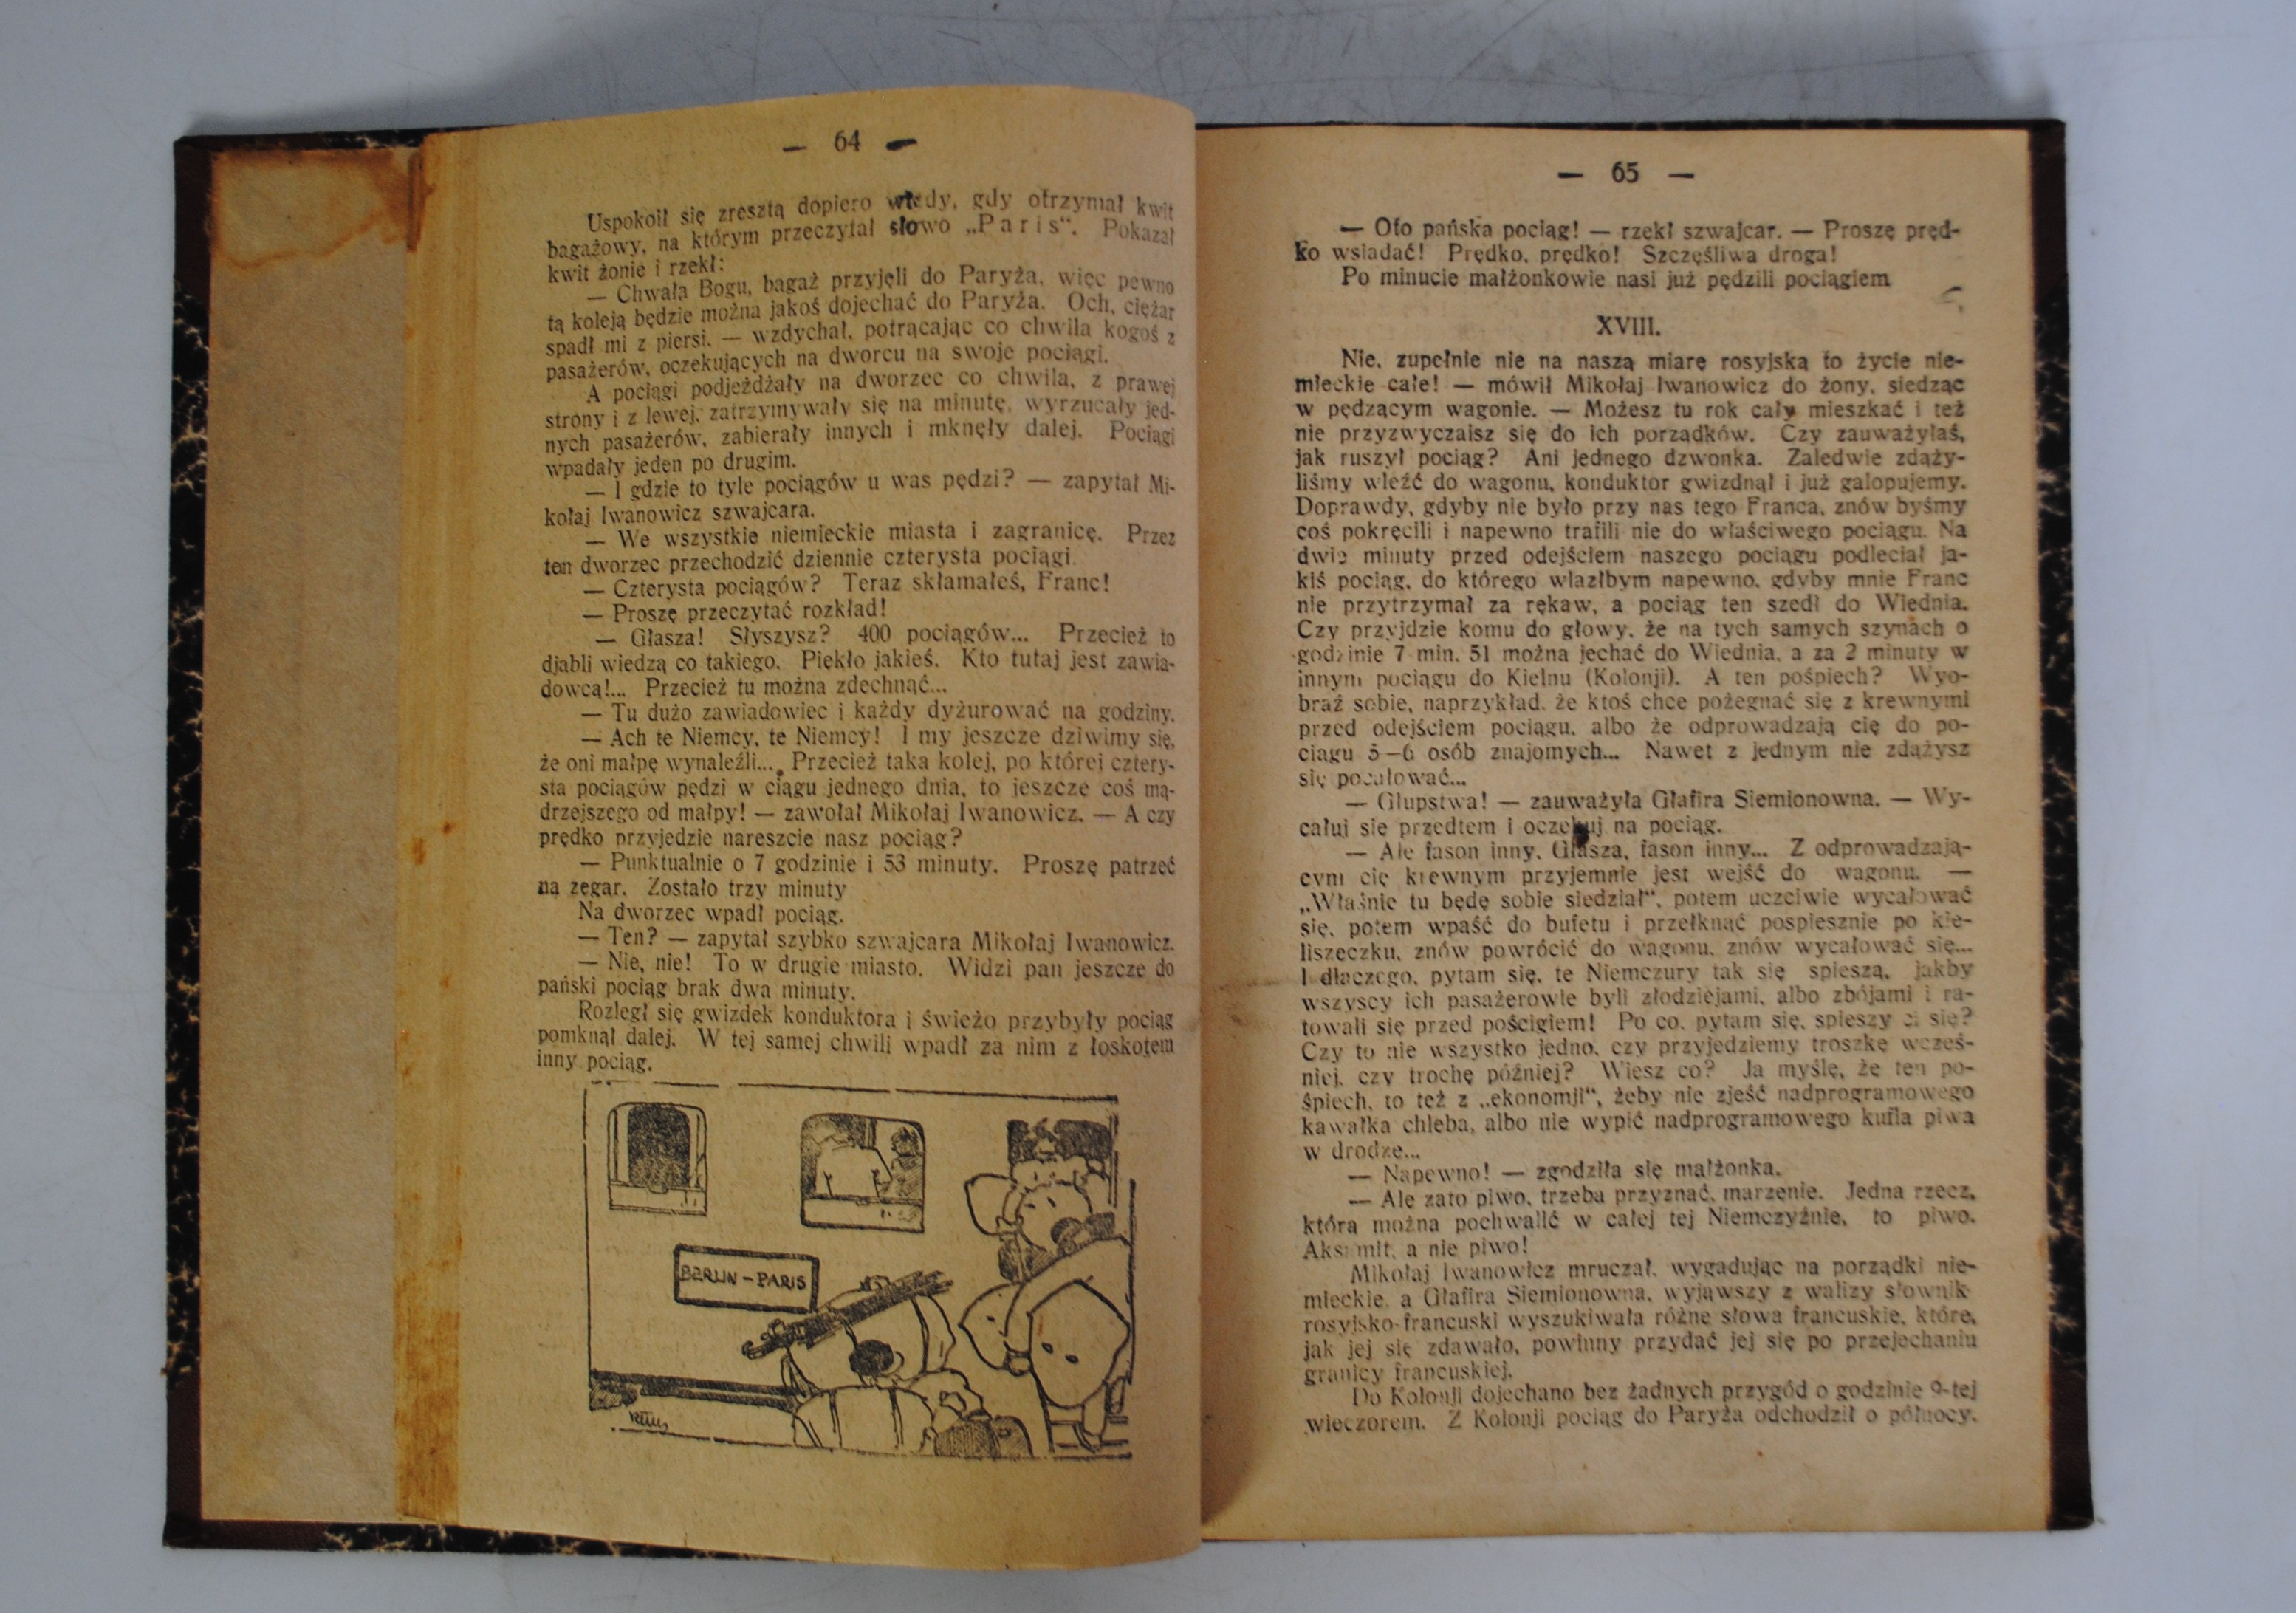 — 64 —
Uspokoił się zresztą dopiero wtedy, gdy otrzymał kwit
bagażowy, na którym przeczytał słowo „Paris“. Pokazał
kwit żonie i rzekł:
— Chwała Bogu, bagaż przyjęli do Paryża, więc pewno
tą koleją będzie można jakoś dojechać do Paryża. Och, ciężar
spadł mi z piersi. — wzdychał, potrącając co chwila kogoś z
pasażerów, oczekujących na dworcu na swoje pociągi.
A pociągi podjeżdżały na dworzec co chwila, z prawej
strony i z lewej, zatrzymywały się na minutę, wyrzucały jed-
nych pasażerów, zabierały innych i mknęły dalej. Pociągi
wpadały jeden po drugim.
— I gdzie to tyle pociągów u was pędzi? — zapytał Mi-
kołaj Iwanowicz szwajcara.
— We wszystkie niemieckie miasta i zagranicę. Przez
ten dworzec przechodzić dziennie czterysta pociągi.
— Czterysta pociągów? Teraz skłamałeś, Franc!
— Proszę przeczytać rozkład!
— Głasza! Słyszysz? 400 pociągów... Przecież to
djabli wiedzą co takiego. Piękło jakieś. Kto tutaj jest zawia-
dowcą!... Przecież tu można zdechnąć...
— Tu dużo zawiadowiec i każdy dyżurować na godziny.
— Ach te Niemcy, te Niemcy! I my jeszcze dziwimy się,
że oni małpę wynaleźli... Przecież taka kolej, po której cztery-
sta pociągów pędzi w ciągu jednego dnia, to jeszcze coś mą-
drzejszego od małpy! — zawołał Mikołaj Iwanowicz. — A czy
prędko przyjedzie nareszcie nasz pociąg?
— Punktualnie o 7 godzinie i 53 minuty. Proszę patrzeć
na zegar. Zostało trzy minuty
Na dworzec wpadł pociąg.
— Ten? — zapytał szybko szwajcara Mikołaj Iwanowicz.
— Nie, nie! To w drugie miasto. Widzi pan jeszcze do
pański pociąg brak dwa minuty.
Rozległ się gwizdek konduktora i świeżo przybyły pociąg
pomknął dalej. W tej samej chwili wpadł za nim z łoskotem
inny pociąg.
BERLIN – PARIS
— 65 —
— Oto pańska pociąg! — rzekł szwajcar. — Proszę pręd-
ko wsiadać! Prędko, prędko! Szczęśliwa droga!
Po minucie małżonkowie nasi już pędzili pociągiem
XVIII.
Nie, zupełnie nie na naszą miarę rosyjską to życie nie-
mieckie całe! — mówił Mikołaj Iwanowicz do żony, siedząc
w pędzącym wagonie. — Możesz tu rok cały mieszkać i też
nie przyzwyczaisz się do ich porządków. Czy zauważyłaś,
jak ruszył pociąg? Ani jednego dzwonka. Zaledwie zdąży-
liśmy wleźć do wagonu, konduktor gwizdnął i już galopujemy.
Doprawdy, gdyby nie było przy nas tego Franca, znów byśmy
coś pokręcili i napewno trafili nie do właściwego pociągu. Na
dwie minuty przed odejściem naszego pociągu podleciał ja-
kiś pociąg, do którego wlazłbym napewno, gdyby mnie Franc
nie przytrzymał za rękaw, a pociąg ten szedł do Wiednia.
Czy przyjdzie komu do głowy, że na tych samych szynach o
godzinie 7 min. 51 można jechać do Wiednia, a za 2 minuty w
innym pociągu do Kielnu (Kolonji). A ten pośpiech? Wyo-
braź sobie, naprzykład, że ktoś chce pożegnać się z krewnymi
przed odejściem pociągu, albo że odprowadzają cię do po-
ciągu 5—6 osób znajomych... Nawet z jednym nie zdążysz
się pocałować...
— Głupstwa! — zauważyła Głafira Siemionowna. — Wy-
całuj się przedtem i oczekuj na pociąg.
— Ale fason inny, Głasza, fason inny... Z odprowadzają-
cym cię krewnym przyjemnie jest wejść do wagonu. —
„Właśnie tu będę sobie siedział“, potem uczciwie wycałować
się, potem wpaść do bufetu i przełknąć pospiesznie po kie-
liszeczku, znów powrócić do wagonu, znów wycałować się...
I dlaczego, pytam się, te Niemczury tak się spieszą, jakby
wszyscy ich pasażerowie byli złodziejami, albo zbójami i ra-
towali się przed pościgiem! Po co, pytam się, spieszy ci się?
Czy to nie wszystko jedno, czy przyjedziemy troszkę wcześ-
niej, czy trochę później? Wiesz co? Ja myślę, że ten po-
śpiech, to też z „ekonomji“, żeby nie zjeść nadprogramowego
kawałka chleba, albo nie wypić nadprogramowego kufla piwa
w drodze...
— Napewno! — zgodziła się małżonka.
— Ale zato piwo, trzeba przyznać, marzenie. Jedna rzecz,
którą można pochwalić w całej tej Niemczyźnie, to piwo.
Aksamit, a nie piwo!
Mikołaj Iwanowicz mruczał, wygadując na porządki nie-
mieckie, a Głafira Siemionowna, wyjąwszy z walizy słownik
rosyjsko-francuski wyszukiwała różne słowa francuskie, które,
jak jej się zdawało, powinny przydać jej się po przejechaniu
granicy francuskiej.
Do Kolonji dojechano bez żadnych przygód o godzinie 9-tej
wieczorem. Z Kolonji pociąg do Paryża odchodził o północy.